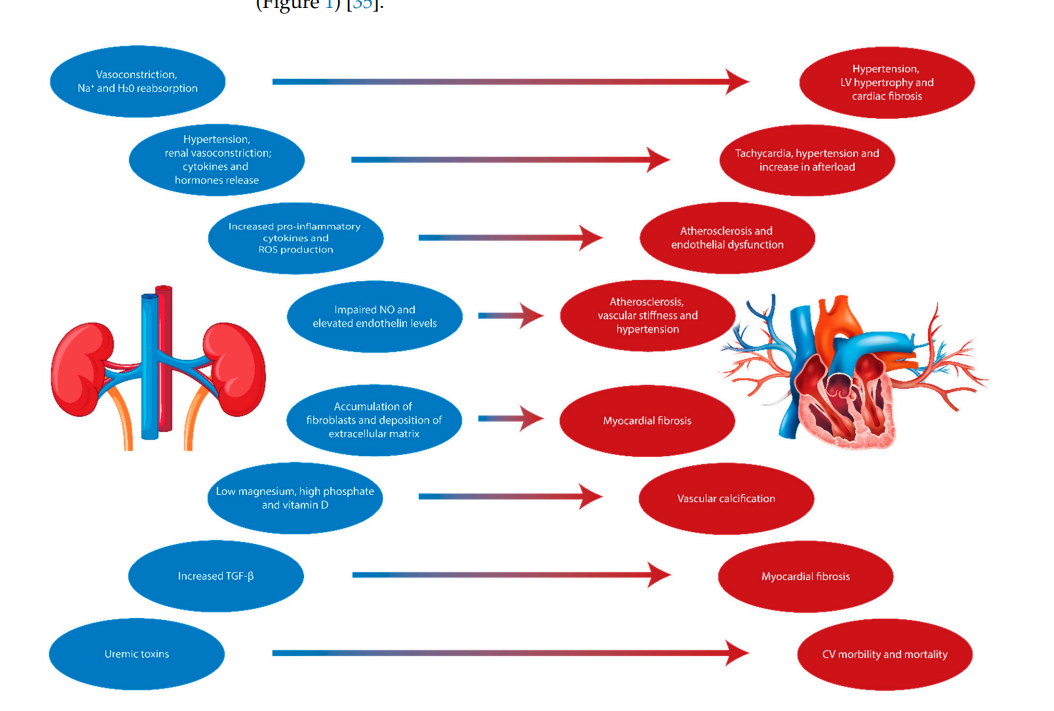 (Figure 1) [35].
Vasoconstriction,
Na⁺ and H₂0 reabsorption
Hypertension,
LV hypertrophy and
cardiac fibrosis
Hypertension,
renal vasoconstriction;
cytokines and
hormones release
Tachycardia, hypertension and
increase in afterload
Increased pro-inflammatory
cytokines and
ROS production
Atherosclerosis and
endothelial dysfunction
Impaired NO and
elevated endothelin levels
Atherosclerosis,
vascular stiffness and
hypertension
Accumulation of
fibroblasts and deposition of
extracellular matrix
Myocardial fibrosis
Low magnesium, high phosphate
and vitamin D
Vascular calcification
Increased TGF-β
Myocardial fibrosis
Uremic toxins
CV morbility and mortality